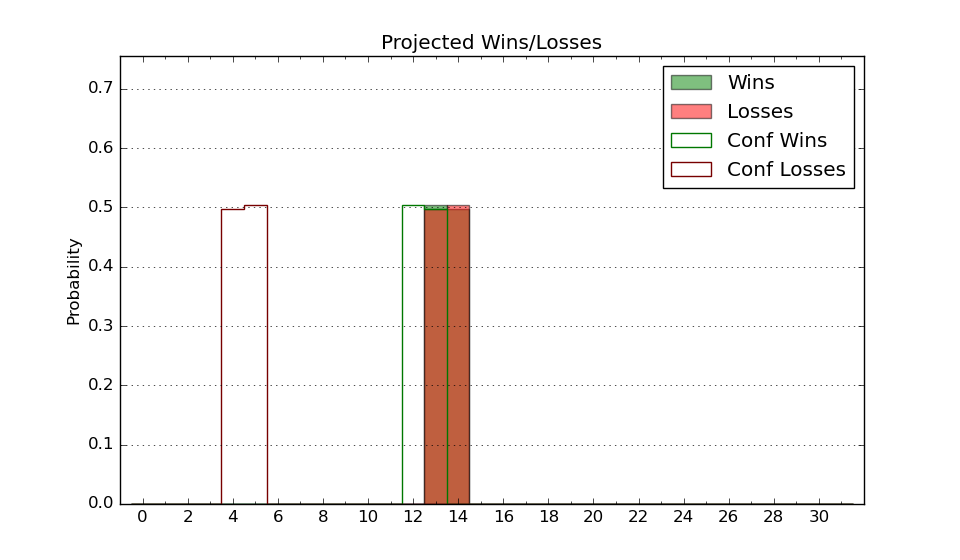 Projected Wins/Losses
Wins
Losses
Conf Wins
Conf Losses
Probability
0.7
0.6
0.5
0.4
0.3
0.2
0.1
0.0
0 2 4 6 8 10 12 14 16 18 20 22 24 26 28 30